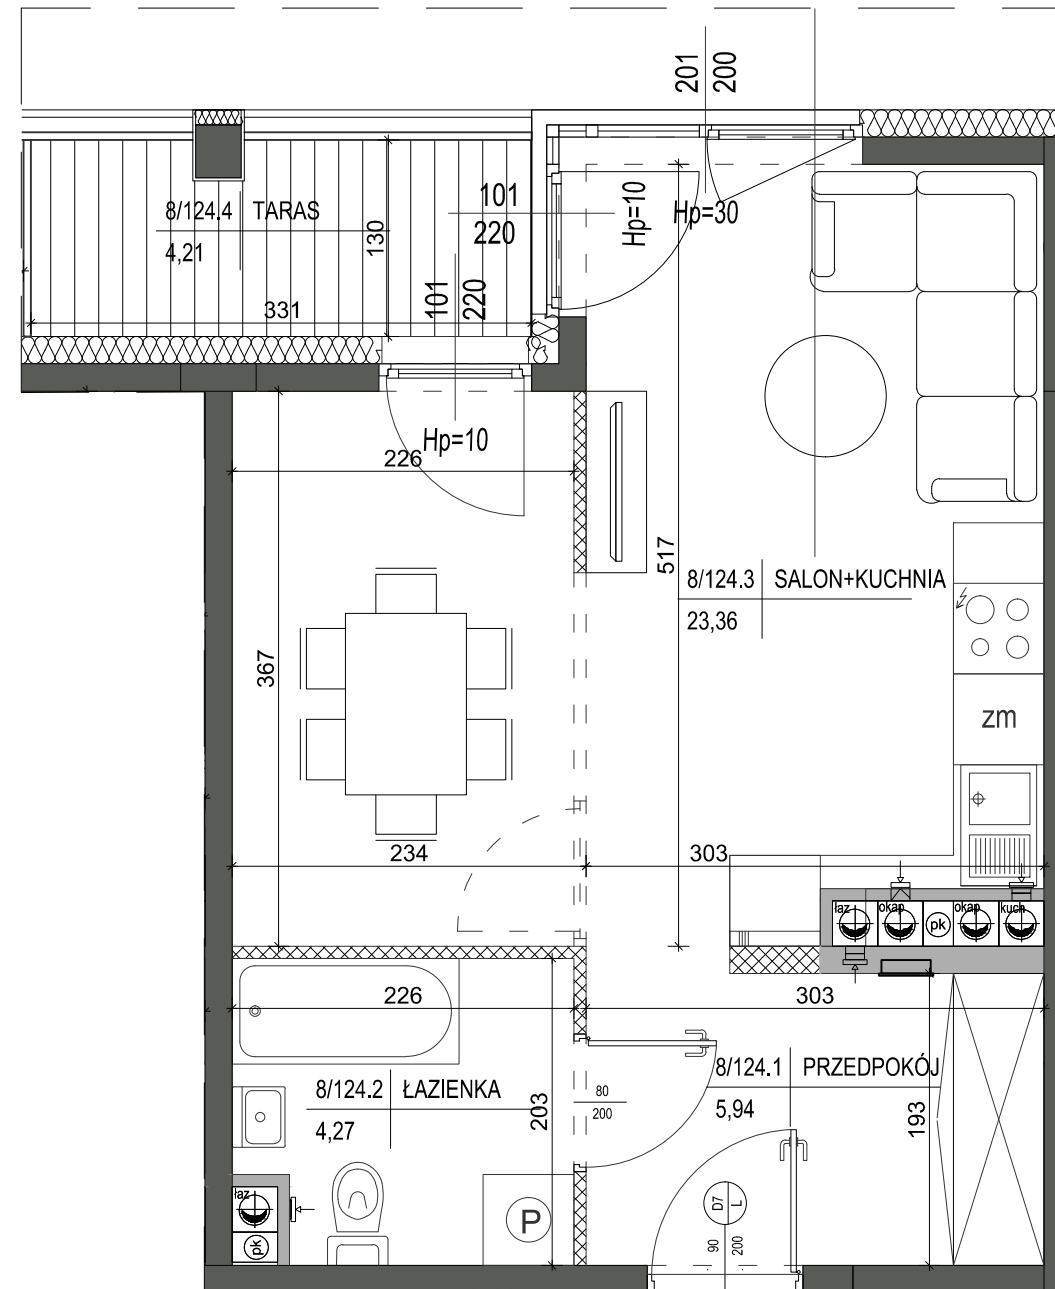 201
200
8/124.4 TARAS
4,21
130
331
101
220
101
220
Hp=10
Hp=30
Hp=10
226
517
8/124.3 SALON+KUCHNIA
23,36
367
zm
234
303
łaz
okap
pk
okap
kuch
226
303
8/124.2 ŁAZIENKA
4,27
203
80
200
8/124.1 PRZEDPOKÓJ
5,94
193
łaz
pk
P
D7
L
90
200